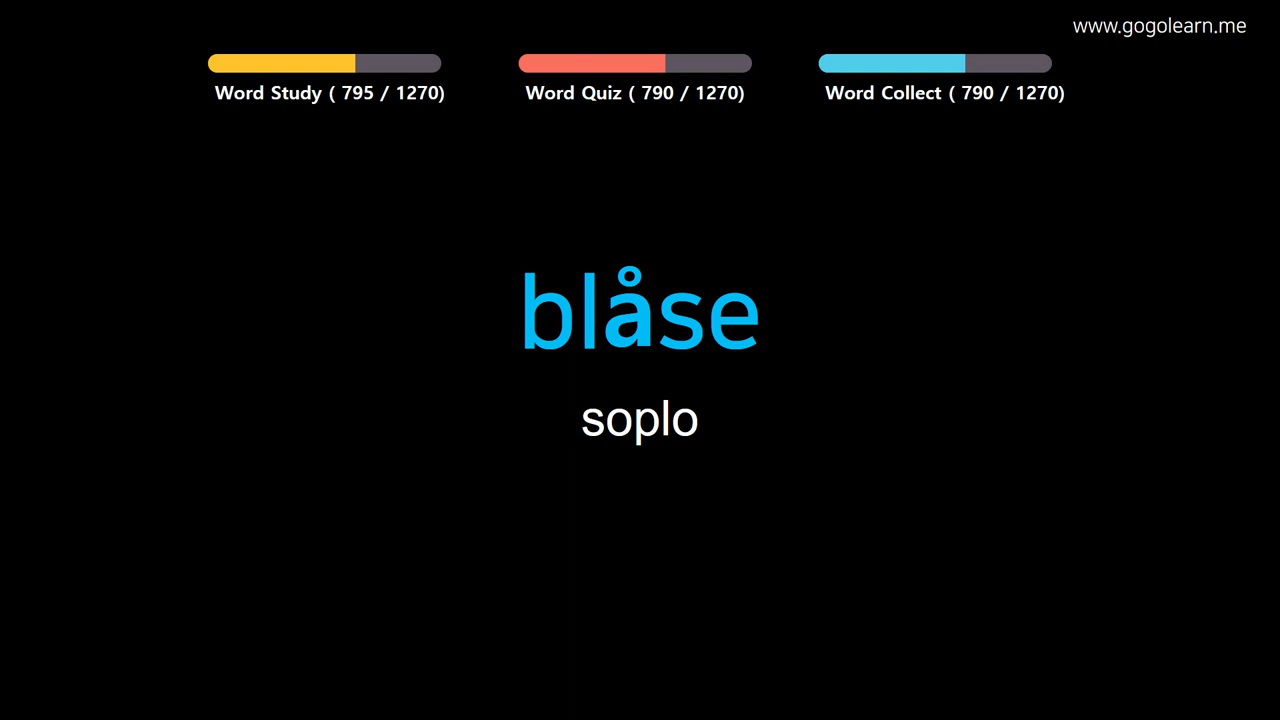 www.gogolearn.me
Word Study ( 795 / 1270)
Word Quiz ( 790 / 1270)
Word Collect ( 790 / 1270)
blåse
soplo